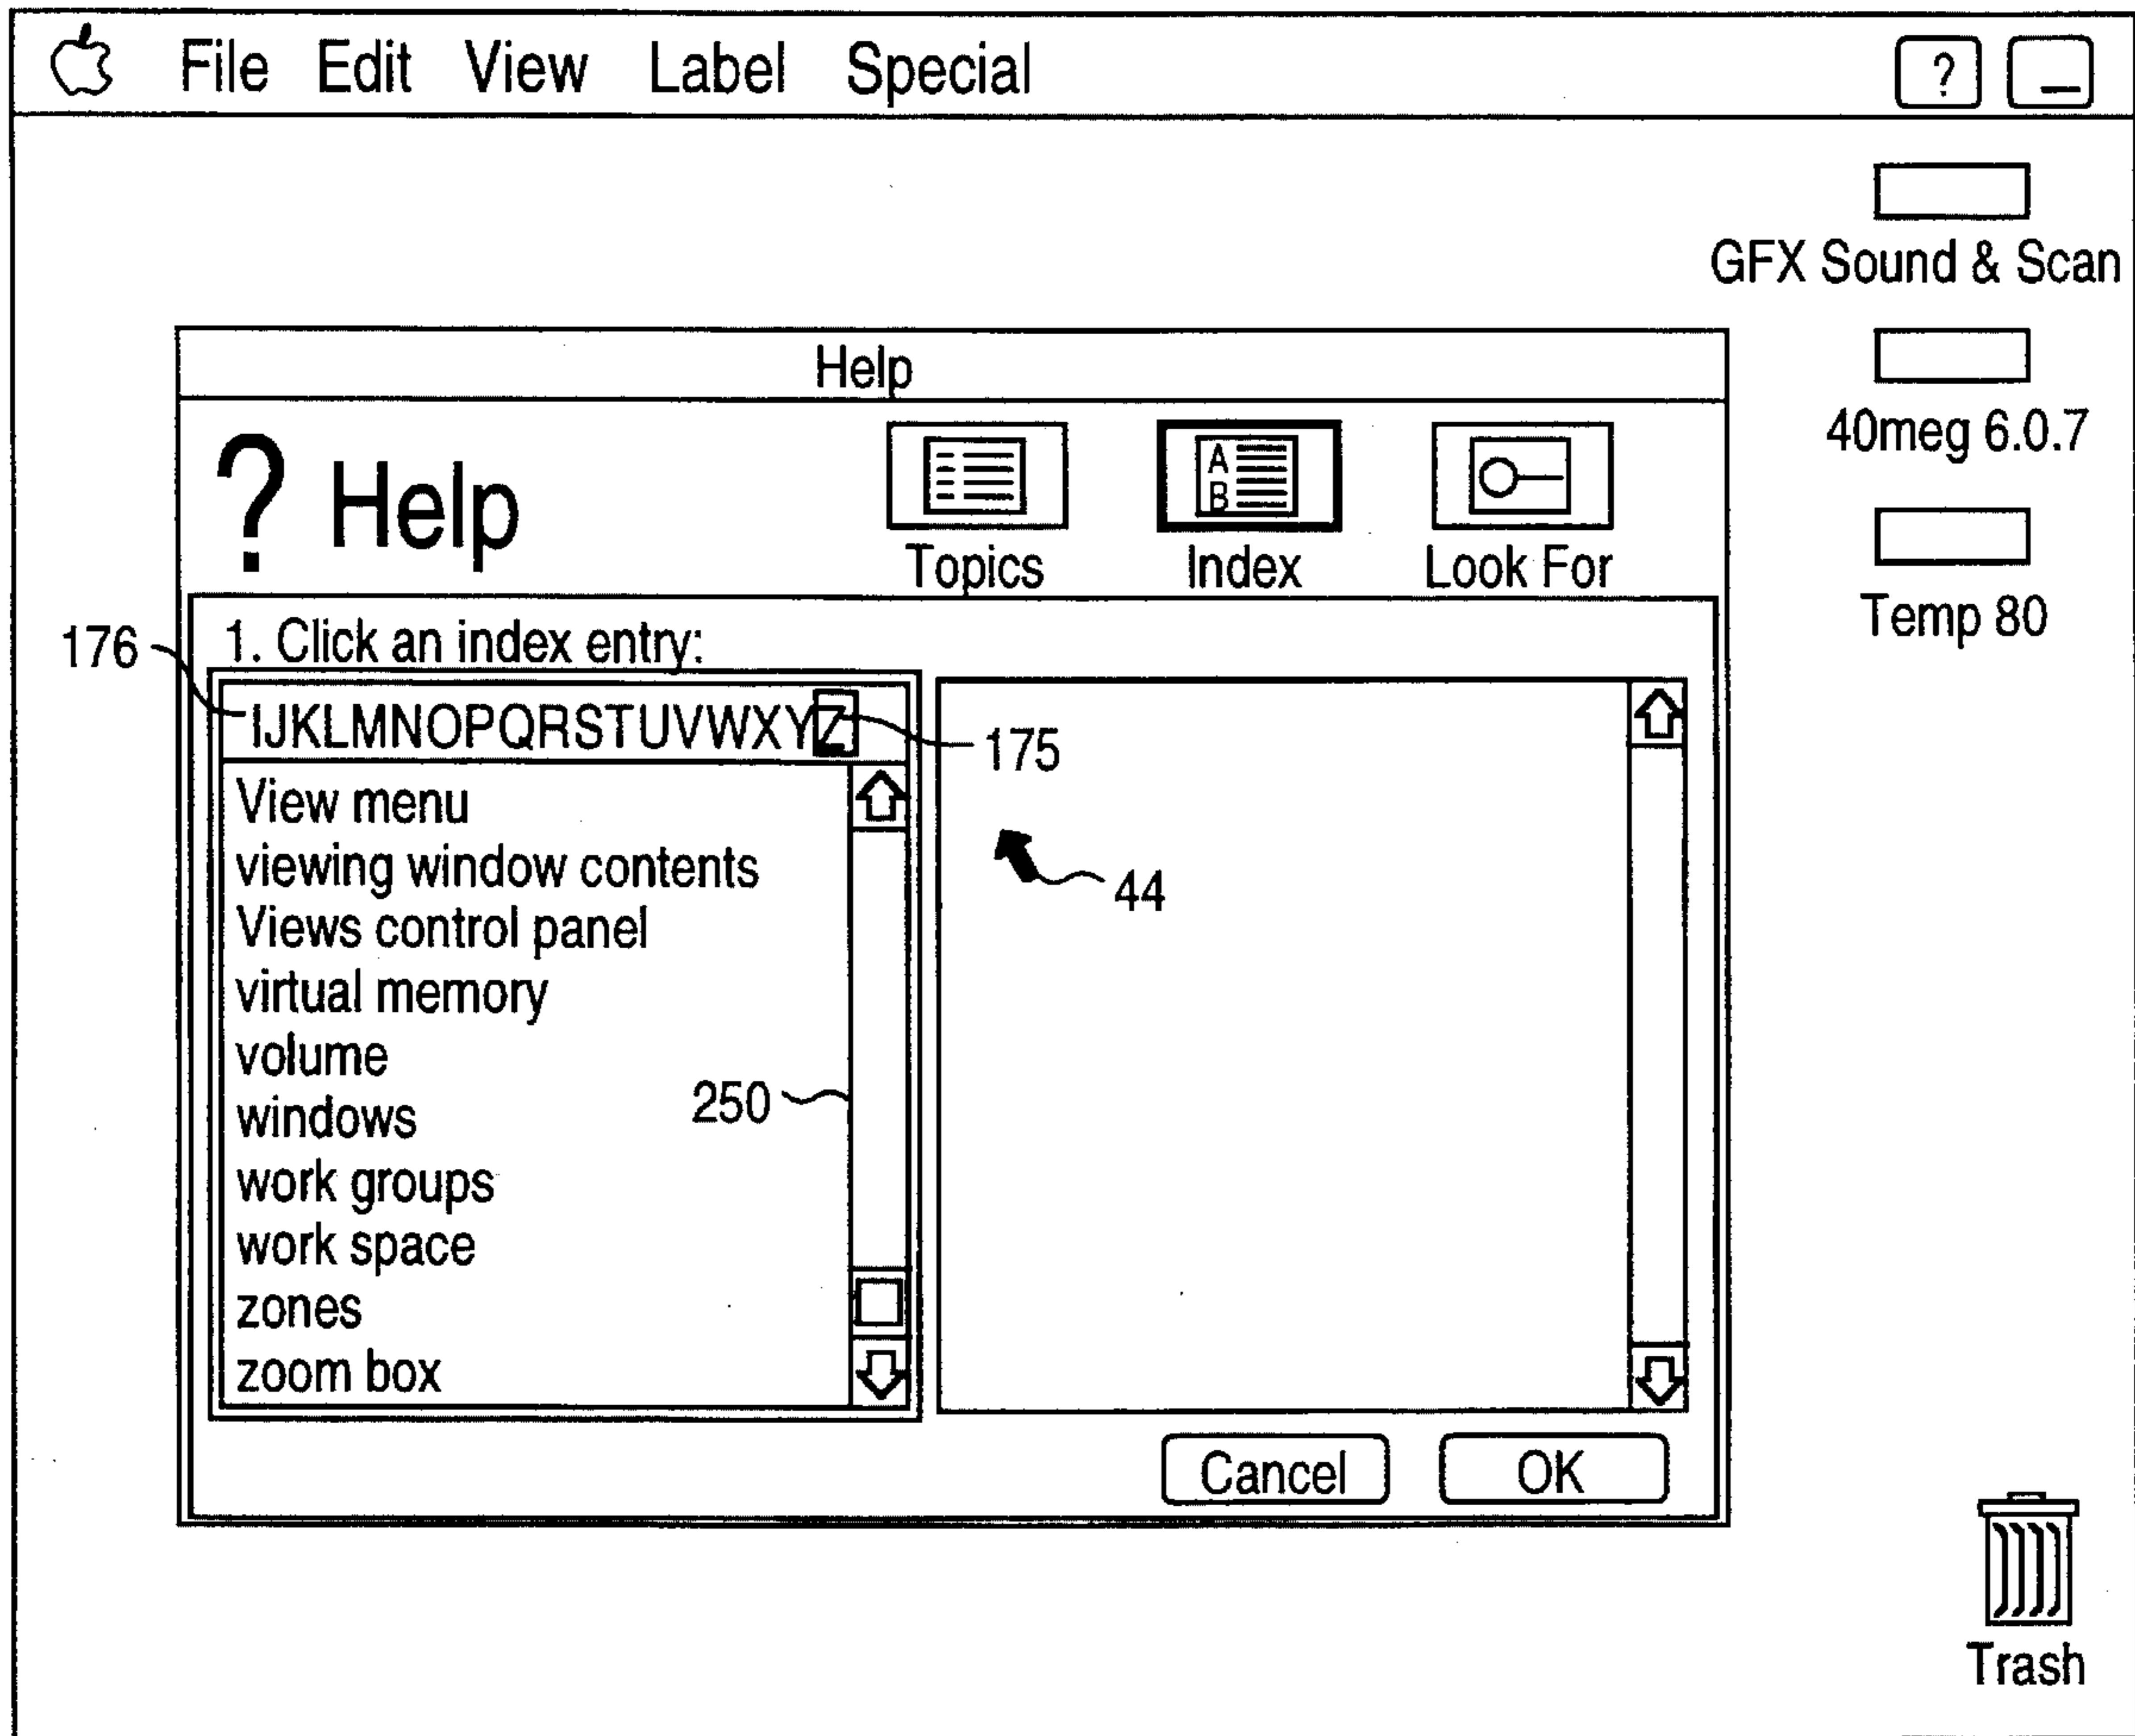 File Edit View Label Special ? _
GFX Sound & Scan
Help
40meg 6.0.7
? Help
A
B
Topics Index Look For
Temp 80
1. Click an index entry:
176
IJKLMNOPQRSTUVWXYZ
175
View menu
viewing window contents
44
Views control panel
virtual memory
volume
250
windows
work groups
work space
zones
zoom box
Cancel OK
Trash